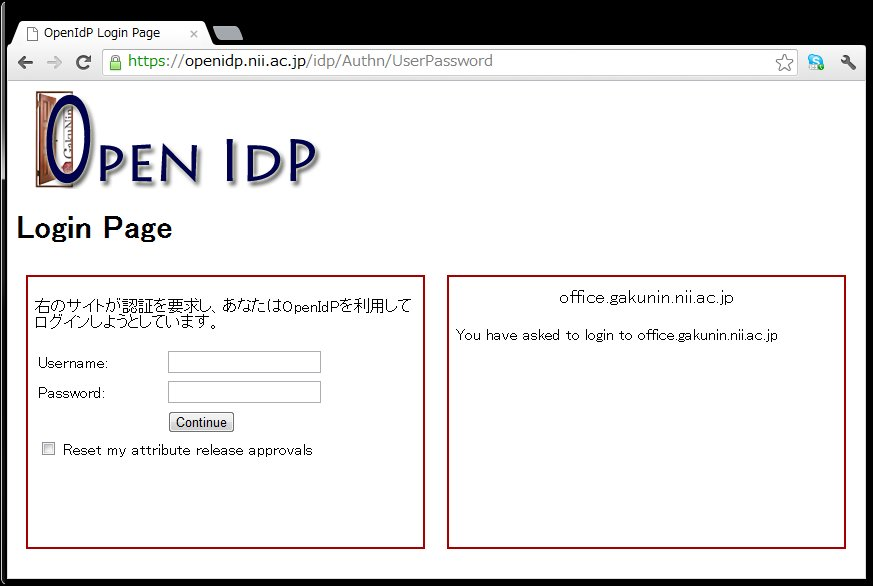 OpenIdP Login Page
https://openidp.nii.ac.jp/idp/Authn/UserPassword
GakuNin
OPEN IDP
Login Page
右のサイトが認証を要求し、あなたはOpenIdPを利用して
ログインしようとしています。
Username:
Password:
Continue
Reset my attribute release approvals
office.gakunin.nii.ac.jp
You have asked to login to office.gakunin.nii.ac.jp